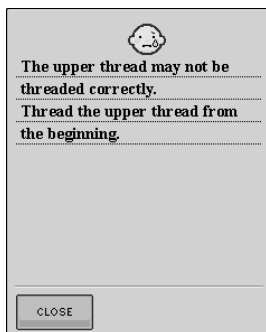 The upper thread may not be
threaded correctly.
Thread the upper thread from
the beginning.
CLOSE